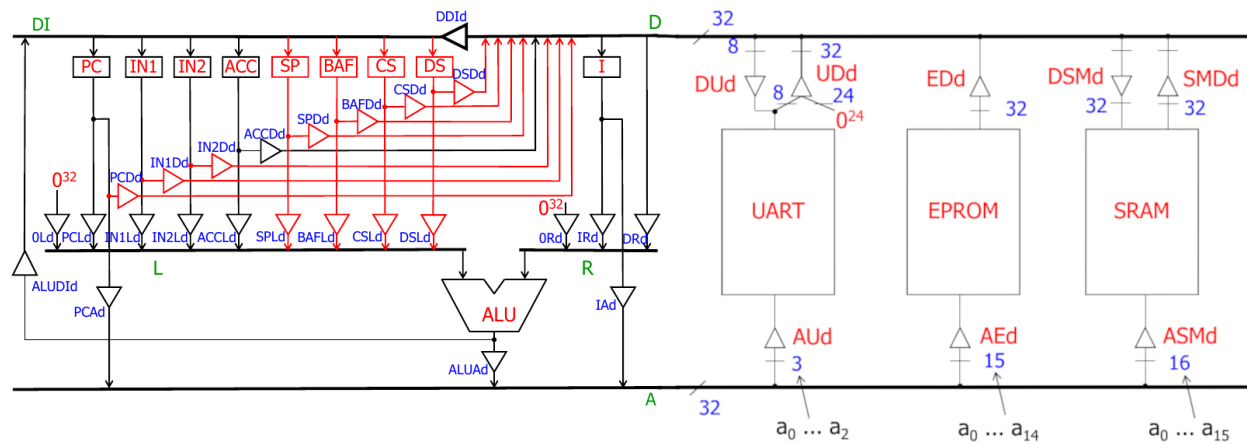 DI DDId D 32
8 32
PC IN1 IN2 ACC SP BAF CS DS I DUd UDd EDd DSMd SMDd
DSDd
CSDd 8 24
BAFDd 0²⁴ 32 32 32
SPDd
ACCDd
IN2Dd
IN1Dd
PCDd
0³² 0³² UART EPROM SRAM
0Ld PCLd IN1Ld IN2Ld ACCLd SPLd BAFLd CSLd DSLd 0Rd IRd DRd
L R
ALUDId
PCAd ALU IAd
AUd AEd ASMd
ALUAd 3 15 16
A 32
a₀ ... a₂ a₀ ... a₁₄ a₀ ... a₁₅